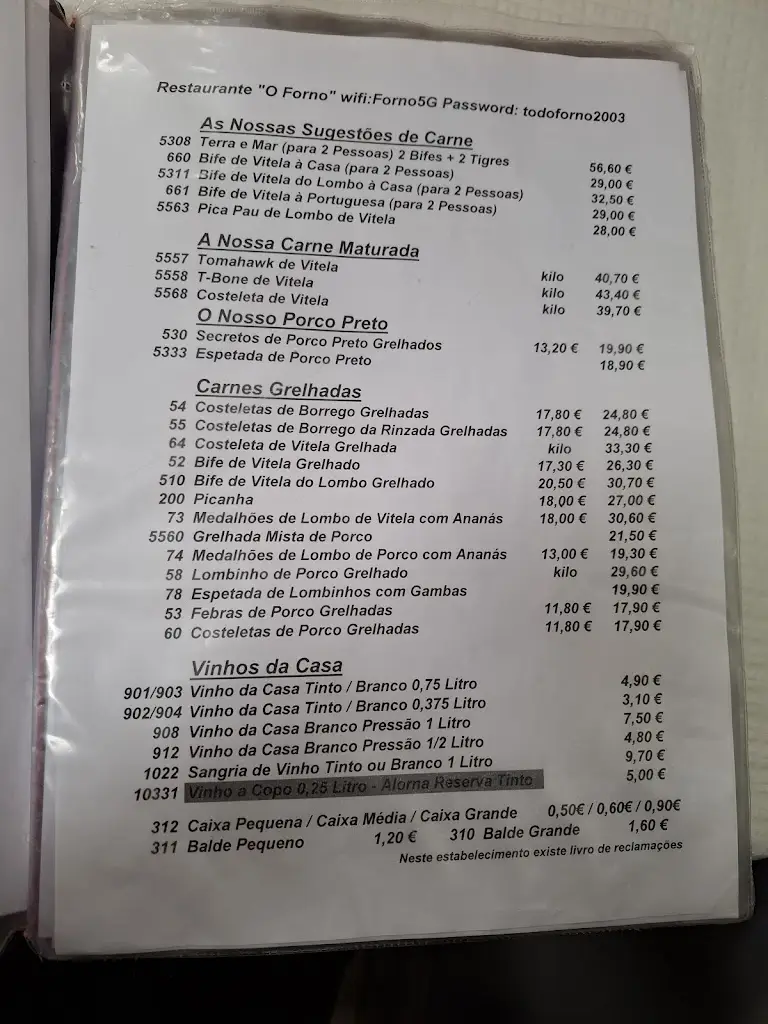 Restaurante "O Forno" wifi:Forno5G Password: todoforno2003
As Nossas Sugestões de Carne
5308 Terra e Mar (para 2 Pessoas) 2 Bifes + 2 Tigres 56,60 €
660 Bife de Vitela à Casa (para 2 Pessoas) 29,00 €
5311 Bife de Vitela do Lombo à Casa (para 2 Pessoas) 32,50 €
661 Bife de Vitela à Portuguesa (para 2 Pessoas) 29,00 €
5563 Pica Pau de Lombo de Vitela 28,00 €
A Nossa Carne Maturada
5557 Tomahawk de Vitela kilo 40,70 €
5558 T-Bone de Vitela kilo 43,40 €
5568 Costeleta de Vitela kilo 39,70 €
O Nosso Porco Preto
530 Secretos de Porco Preto Grelhados 13,20 € 19,90 €
5333 Espetada de Porco Preto 18,90 €
Carnes Grelhadas
54 Costeletas de Borrego Grelhadas 17,80 € 24,80 €
55 Costeletas de Borrego da Rinzada Grelhadas 17,80 € 24,80 €
64 Costeleta de Vitela Grelhada kilo 33,30 €
52 Bife de Vitela Grelhado 17,30 € 26,30 €
510 Bife de Vitela do Lombo Grelhado 20,50 € 30,70 €
200 Picanha 18,00 € 27,00 €
73 Medalhões de Lombo de Vitela com Ananás 18,00 € 30,60 €
5560 Grelhada Mista de Porco 21,50 €
74 Medalhões de Lombo de Porco com Ananás 13,00 € 19,30 €
58 Lombinho de Porco Grelhado kilo 29,60 €
78 Espetada de Lombinhos com Gambas 19,90 €
53 Febras de Porco Grelhadas 11,80 € 17,90 €
60 Costeletas de Porco Grelhadas 11,80 € 17,90 €
Vinhos da Casa
901/903 Vinho da Casa Tinto / Branco 0,75 Litro 4,90 €
902/904 Vinho da Casa Tinto / Branco 0,375 Litro 3,10 €
908 Vinho da Casa Branco Pressão 1 Litro 7,50 €
912 Vinho da Casa Branco Pressão 1/2 Litro 4,80 €
1022 Sangria de Vinho Tinto ou Branco 1 Litro 9,70 €
10331 Vinho a Copo 0,25 Litro - Alorna Reserva Tinto 5,00 €
312 Caixa Pequena / Caixa Média / Caixa Grande 0,50€ / 0,60€ / 0,90€
311 Balde Pequeno 1,20 € 310 Balde Grande 1,60 €
Neste estabelecimento existe livro de reclamações